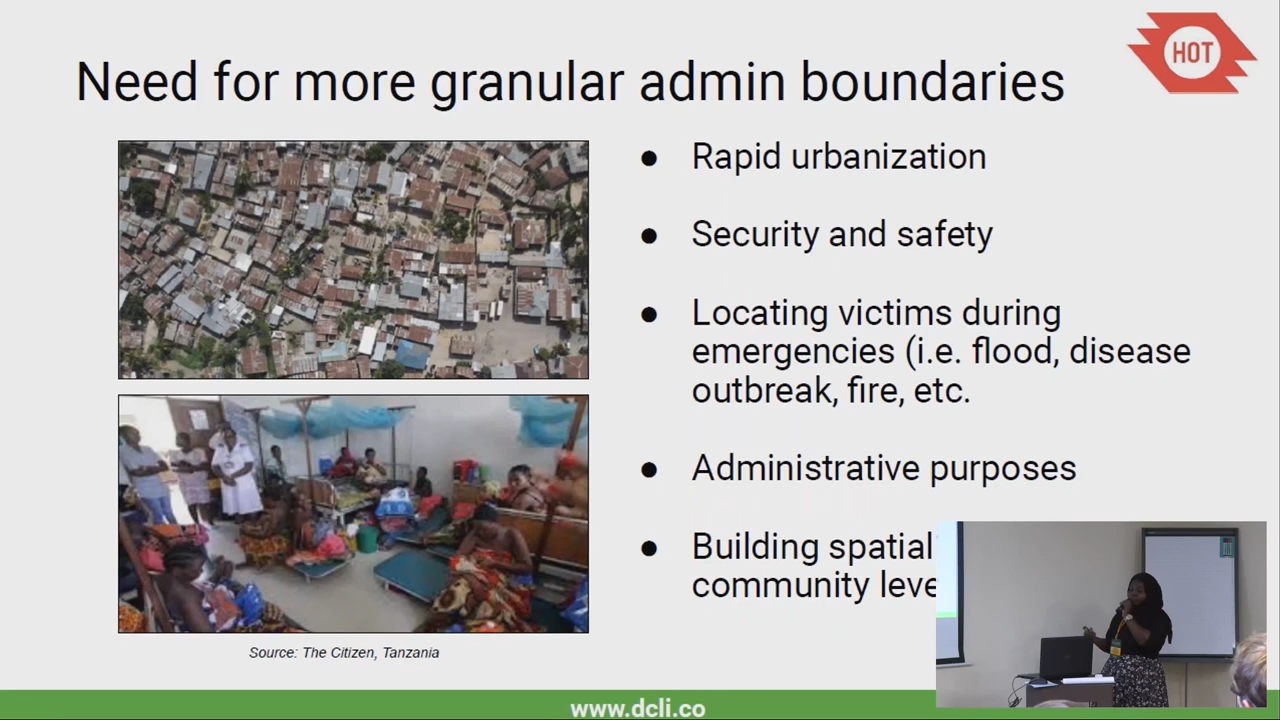 HOT
Need for more granular admin boundaries
● Rapid urbanization
● Security and safety
● Locating victims during
emergencies (i.e. flood, disease
outbreak, fire, etc.
● Administrative purposes
● Building spatial
community
Source: The Citizen, Tanzania
www.dcli.co